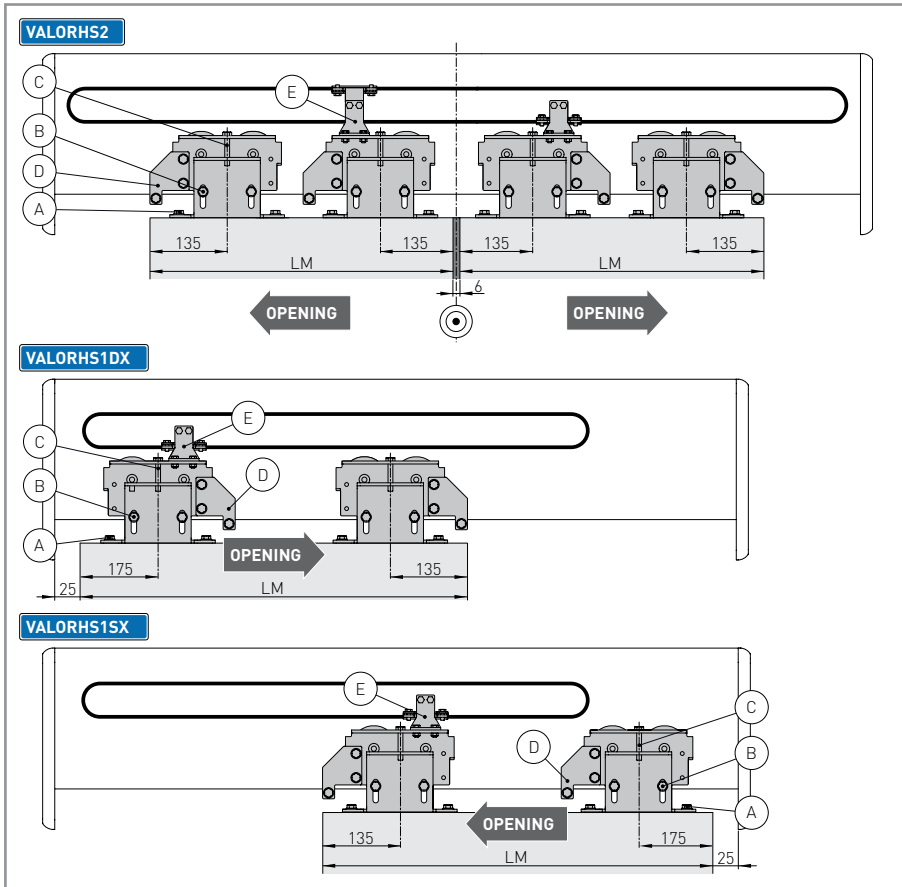 VALORHS2
C
E
B
D
A
135 135 135 135
LM LM
6
OPENING OPENING
VALORHS1DX
E
C
D
B
A
OPENING
175 135
25 LM
VALORHS1SX
E
C
D
B
A
OPENING
135 175
LM 25